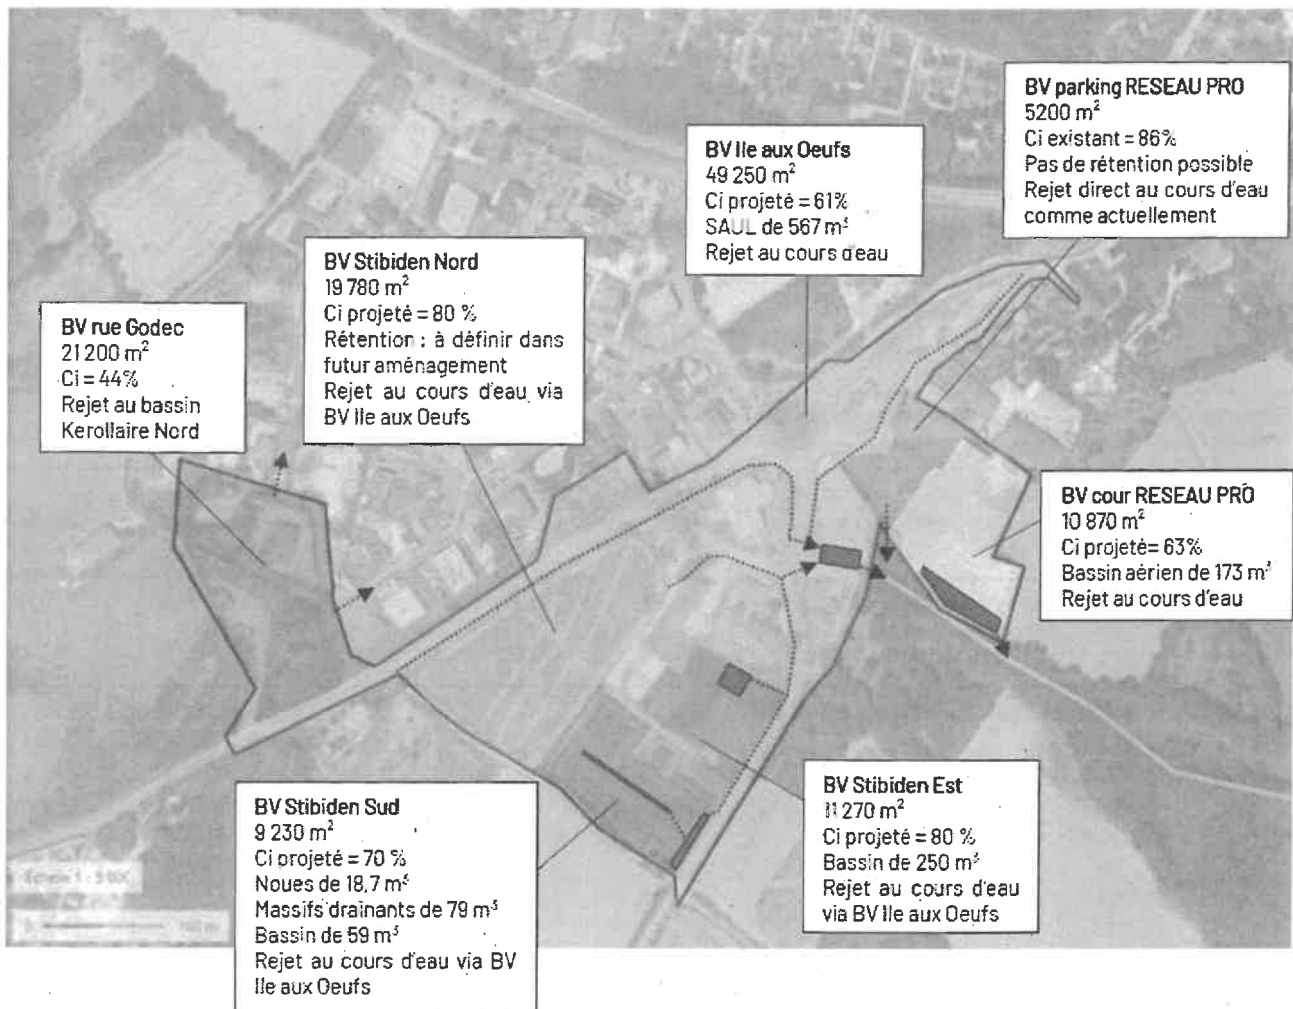 BV parking RESEAU PRO
5200 m²
Ci existant = 86%
Pas de rétention possible
Rejet direct au cours d'eau
comme actuellement
BV Ile aux Oeufs
49 250 m²
Ci projeté = 61%
SAUL de 567 m³
Rejet au cours d'eau
BV Stibiden Nord
19 780 m²
Ci projeté = 80 %
Rétention : à définir dans
futur aménagement
Rejet au cours d'eau via
BV Ile aux Oeufs
BV rue Godec
21 200 m²
Ci = 44%
Rejet au bassin
Kerollaire Nord
BV cour RESEAU PRO
10 870 m²
Ci projeté= 63%
Bassin aérien de 173 m³
Rejet au cours d'eau
BV Stibiden Est
11 270 m²
Ci projeté = 80 %
Bassin de 250 m³
Rejet au cours d'eau
via BV Ile aux Oeufs
BV Stibiden Sud
9 230 m²
Ci projeté = 70 %
Noues de 18,7 m³
Massifs drainants de 79 m³
Bassin de 59 m³
Rejet au cours d'eau via BV
Ile aux Oeufs